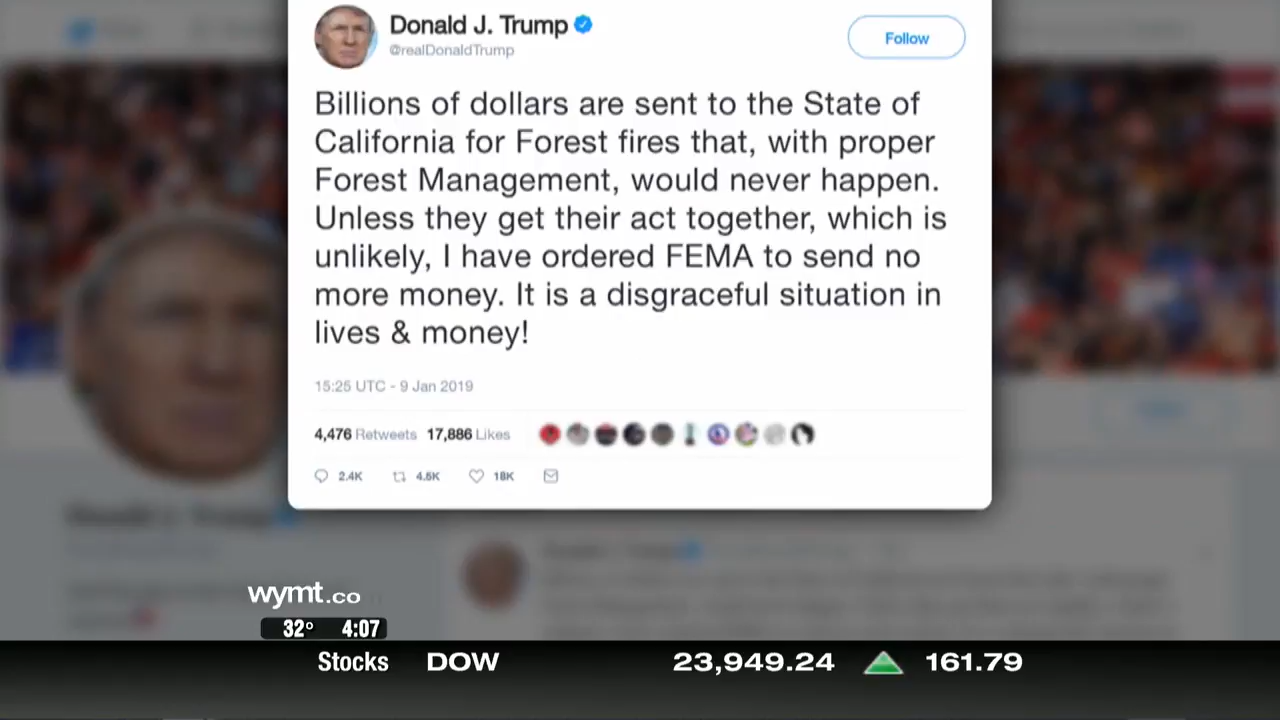 Donald J. Trump
@realDonaldTrump
Follow
Billions of dollars are sent to the State of
California for Forest fires that, with proper
Forest Management, would never happen.
Unless they get their act together, which is
unlikely, I have ordered FEMA to send no
more money. It is a disgraceful situation in
lives & money!
15:25 UTC - 9 Jan 2019
4,476 Retweets 17,886 Likes
2.4K 4.5K 18K
wymt.co
32° 4:07
Stocks DOW 23,949.24 161.79